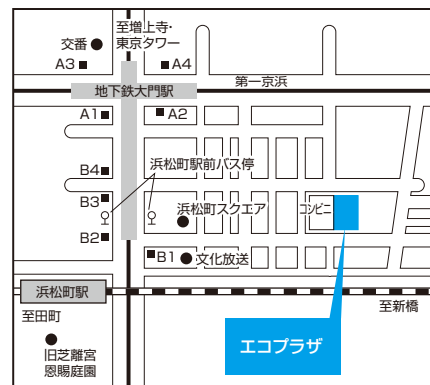 至増上寺・
東京タワー
交番
A3
A4
第一京浜
地下鉄大門駅
A1
A2
B4
浜松町駅前バス停
B3
浜松町スクエア
コンビニ
B2
B1
文化放送
浜松町駅
至田町
至新橋
エコプラザ
旧芝離宮
恩賜庭園